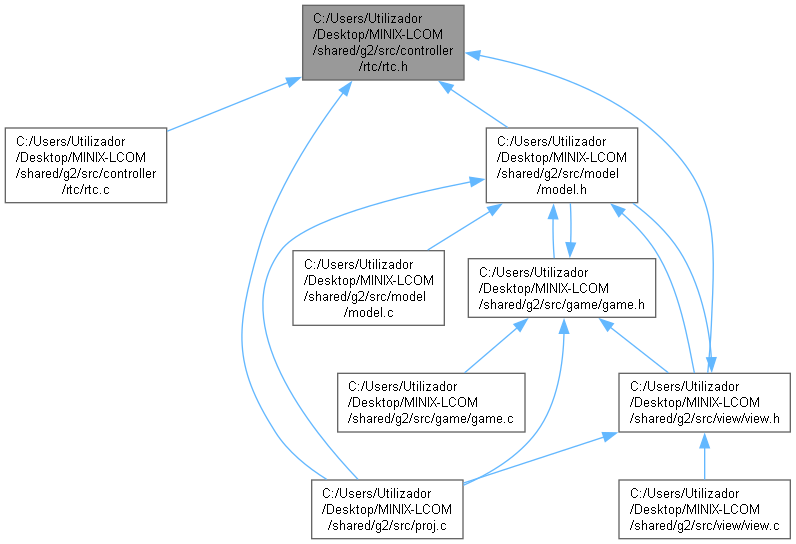 C:/Users/Utilizador
/Desktop/MINIX-LCOM
/shared/g2/src/controller
/rtc/rtc.h
C:/Users/Utilizador
/Desktop/MINIX-LCOM
/shared/g2/src/controller
/rtc/rtc.c
C:/Users/Utilizador
/Desktop/MINIX-LCOM
/shared/g2/src/model
/model.h
C:/Users/Utilizador
/Desktop/MINIX-LCOM
/shared/g2/src/model
/model.c
C:/Users/Utilizador
/Desktop/MINIX-LCOM
/shared/g2/src/game/game.h
C:/Users/Utilizador
/Desktop/MINIX-LCOM
/shared/g2/src/game/game.c
C:/Users/Utilizador
/Desktop/MINIX-LCOM
/shared/g2/src/view/view.h
C:/Users/Utilizador
/Desktop/MINIX-LCOM
/shared/g2/src/proj.c
C:/Users/Utilizador
/Desktop/MINIX-LCOM
/shared/g2/src/view/view.c